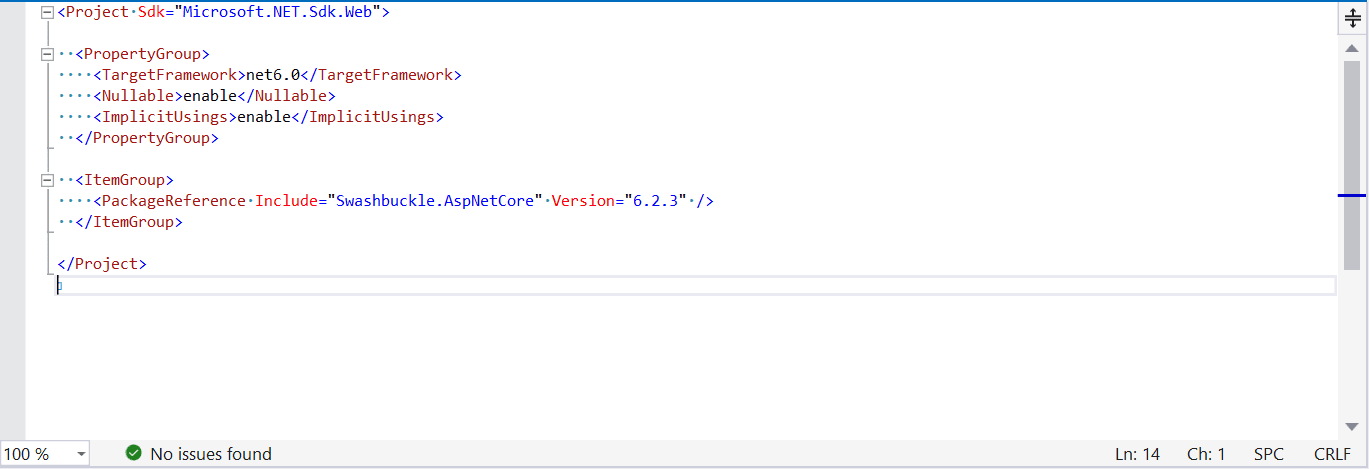 <Project Sdk="Microsoft.NET.Sdk.Web">
  <PropertyGroup>
    <TargetFramework>net6.0</TargetFramework>
    <Nullable>enable</Nullable>
    <ImplicitUsings>enable</ImplicitUsings>
  </PropertyGroup>
  <ItemGroup>
    <PackageReference Include="Swashbuckle.AspNetCore" Version="6.2.3" />
  </ItemGroup>
</Project>
100 % No issues found Ln: 14 Ch: 1 SPC CRLF